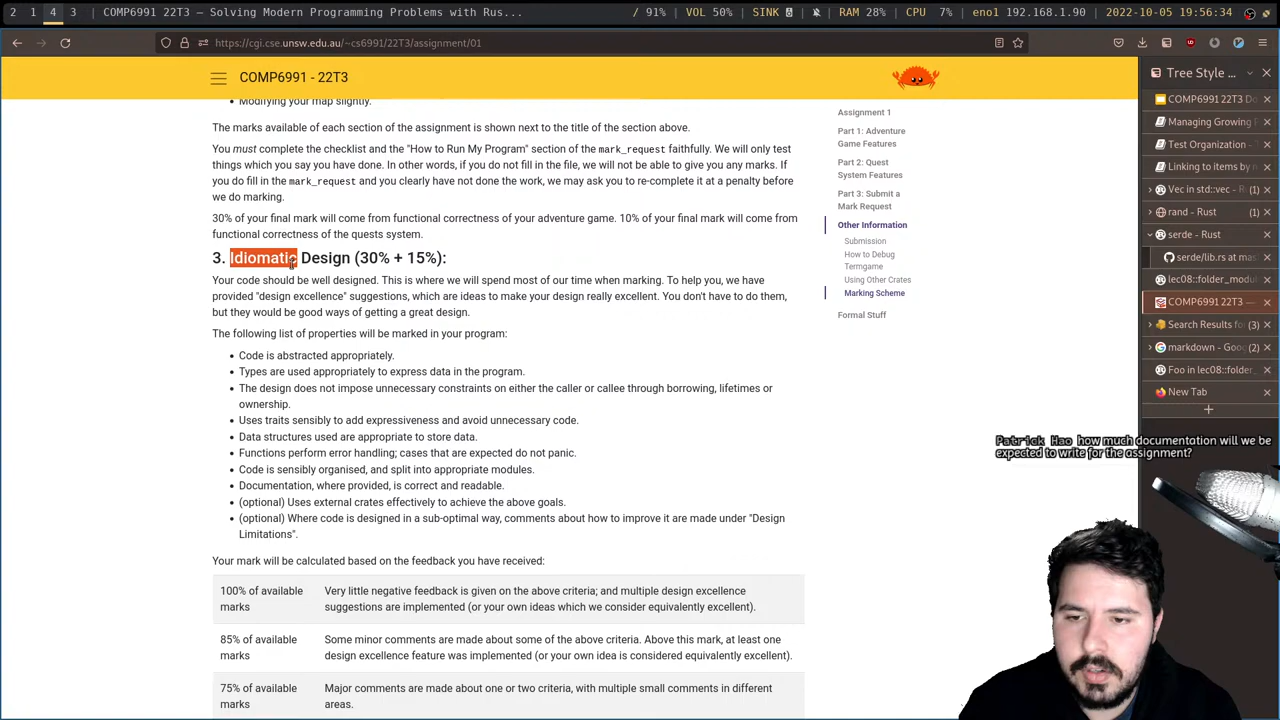 2 1 4 3 COMP6991 22T3 — Solving Modern Programming Problems with Rus... / 91% VOL 50% SINK RAM 28% CPU 7% eno1 192.168.1.90 2022-10-05 19:56:34
https://cgi.cse.unsw.edu.au/~cs6991/22T3/assignment/01
Tree Style
COMP6991 - 22T3
Modifying your map slightly.
The marks available of each section of the assignment is shown next to the title of the section above.
You must complete the checklist and the "How to Run My Program" section of the mark_request faithfully. We will only test
things which you say you have done. In other words, if you do not fill in the file, we will not be able to give you any marks. If
you do fill in the mark_request and you clearly have not done the work, we may ask you to re-complete it at a penalty before
we do marking.
30% of your final mark will come from functional correctness of your adventure game. 10% of your final mark will come from
functional correctness of the quests system.
3. Idiomatic Design (30% + 15%):
Your code should be well designed. This is where we will spend most of our time when marking. To help you, we have
provided "design excellence" suggestions, which are ideas to make your design really excellent. You don't have to do them,
but they would be good ways of getting a great design.
The following list of properties will be marked in your program:
Code is abstracted appropriately.
Types are used appropriately to express data in the program.
The design does not impose unnecessary constraints on either the caller or callee through borrowing, lifetimes or
ownership.
Uses traits sensibly to add expressiveness and avoid unnecessary code.
Data structures used are appropriate to store data.
Functions perform error handling; cases that are expected do not panic.
Code is sensibly organised, and split into appropriate modules.
Documentation, where provided, is correct and readable.
(optional) Uses external crates effectively to achieve the above goals.
(optional) Where code is designed in a sub-optimal way, comments about how to improve it are made under "Design
Limitations".
Your mark will be calculated based on the feedback you have received:
100% of available
marks
Very little negative feedback is given on the above criteria; and multiple design excellence
suggestions are implemented (or your own ideas which we consider equivalently excellent).
85% of available
marks
Some minor comments are made about some of the above criteria. Above this mark, at least one
design excellence feature was implemented (or your own idea is considered equivalently excellent).
75% of available
marks
Major comments are made about one or two criteria, with multiple small comments in different
areas.
Assignment 1
Part 1: Adventure
Game Features
Part 2: Quest
System Features
Part 3: Submit a
Mark Request
Other Information
Submission
How to Debug
Termgame
Using Other Crates
Marking Scheme
Formal Stuff
COMP6991 22T3 Do
Managing Growing P
Test Organization -
Linking to items by n
Vec in std::vec - R (1)
rand - Rust (1)
serde - Rust
serde/lib.rs at mas
lec08::folder_modu
COMP6991 22T3 —
Search Results fo (3)
markdown - Goog (2)
Foo in lec08::folder_
New Tab
Patrick Hao how much documentation will we be
expected to write for the assignment?